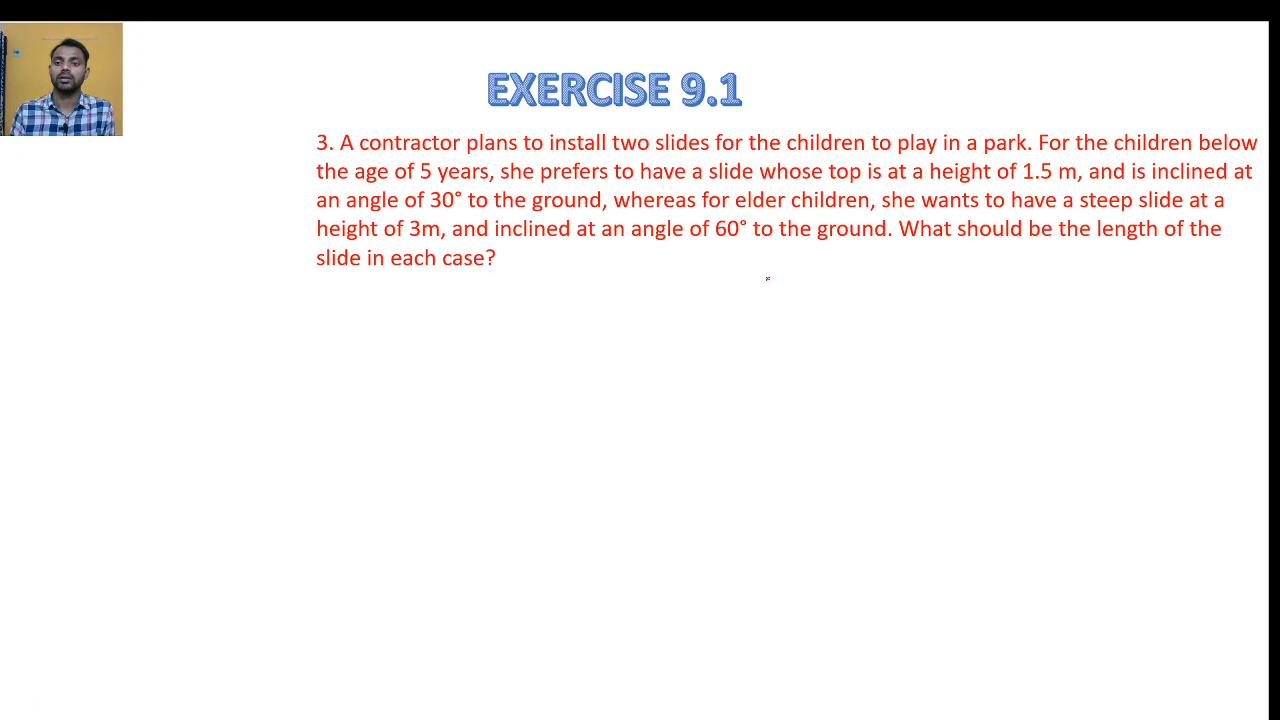 EXERCISE 9.1
3. A contractor plans to install two slides for the children to play in a park. For the children below
the age of 5 years, she prefers to have a slide whose top is at a height of 1.5 m, and is inclined at
an angle of 30° to the ground, whereas for elder children, she wants to have a steep slide at a
height of 3m, and inclined at an angle of 60° to the ground. What should be the length of the
slide in each case?